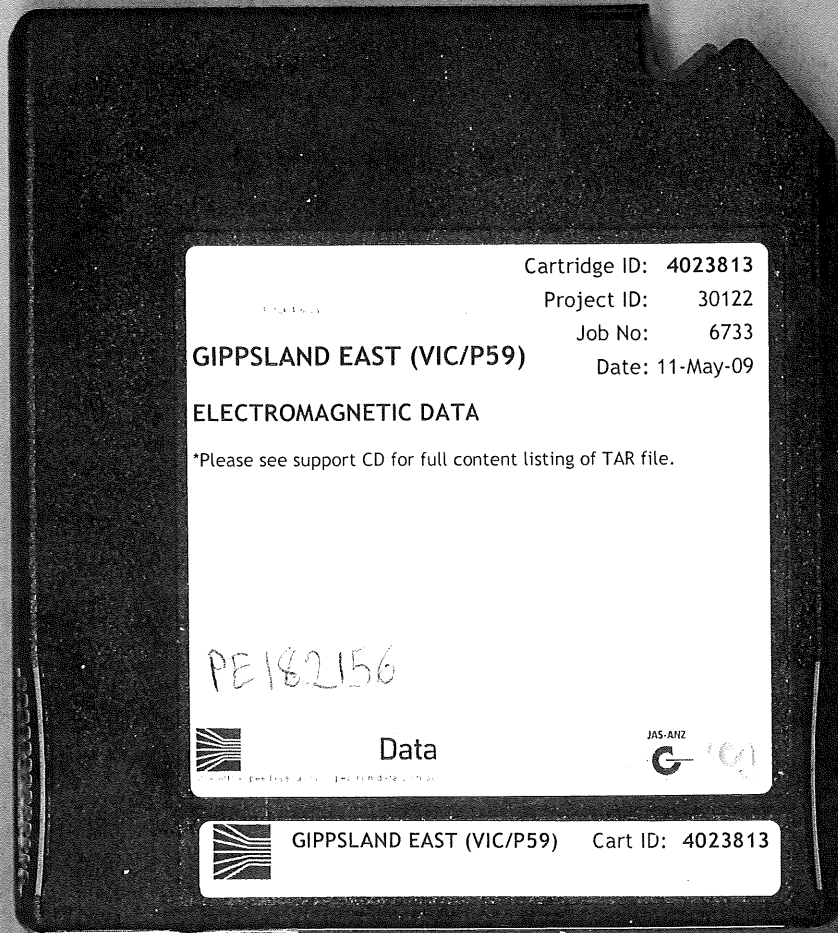 Cartridge ID: 4023813
Project ID: 30122
Job No: 6733
Date: 11-May-09
GIPPSLAND EAST (VIC/P59)
ELECTROMAGNETIC DATA
*Please see support CD for full content listing of TAR file.
PE182156
Data
JAS-ANZ
GIPPSLAND EAST (VIC/P59) Cart ID: 4023813